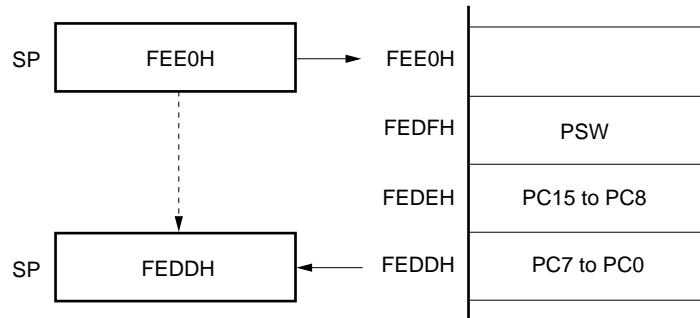 SP FEE0H FEE0H
FEDFH PSW
FEDEH PC15 to PC8
SP FEDDH FEDDH PC7 to PC0